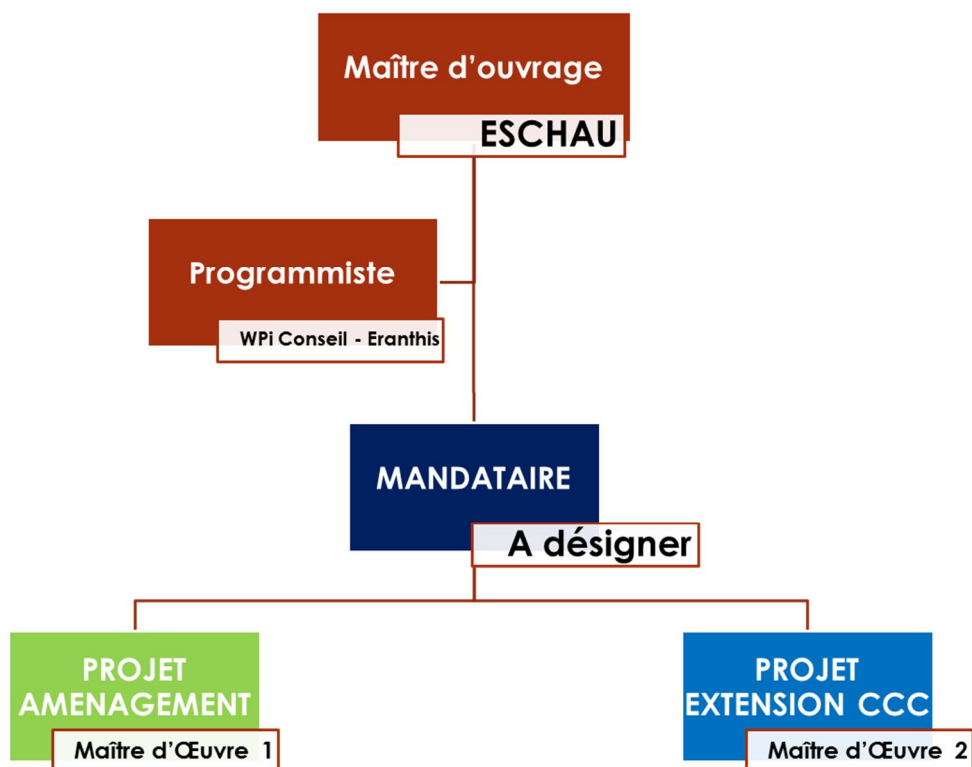 Maître d'ouvrage
ESCHAU
Programmiste
WPi Conseil - Eranthis
MANDATAIRE
A désigner
PROJET
AMENAGEMENT
Maître d'Œuvre 1
PROJET
EXTENSION CCC
Maître d'Œuvre 2